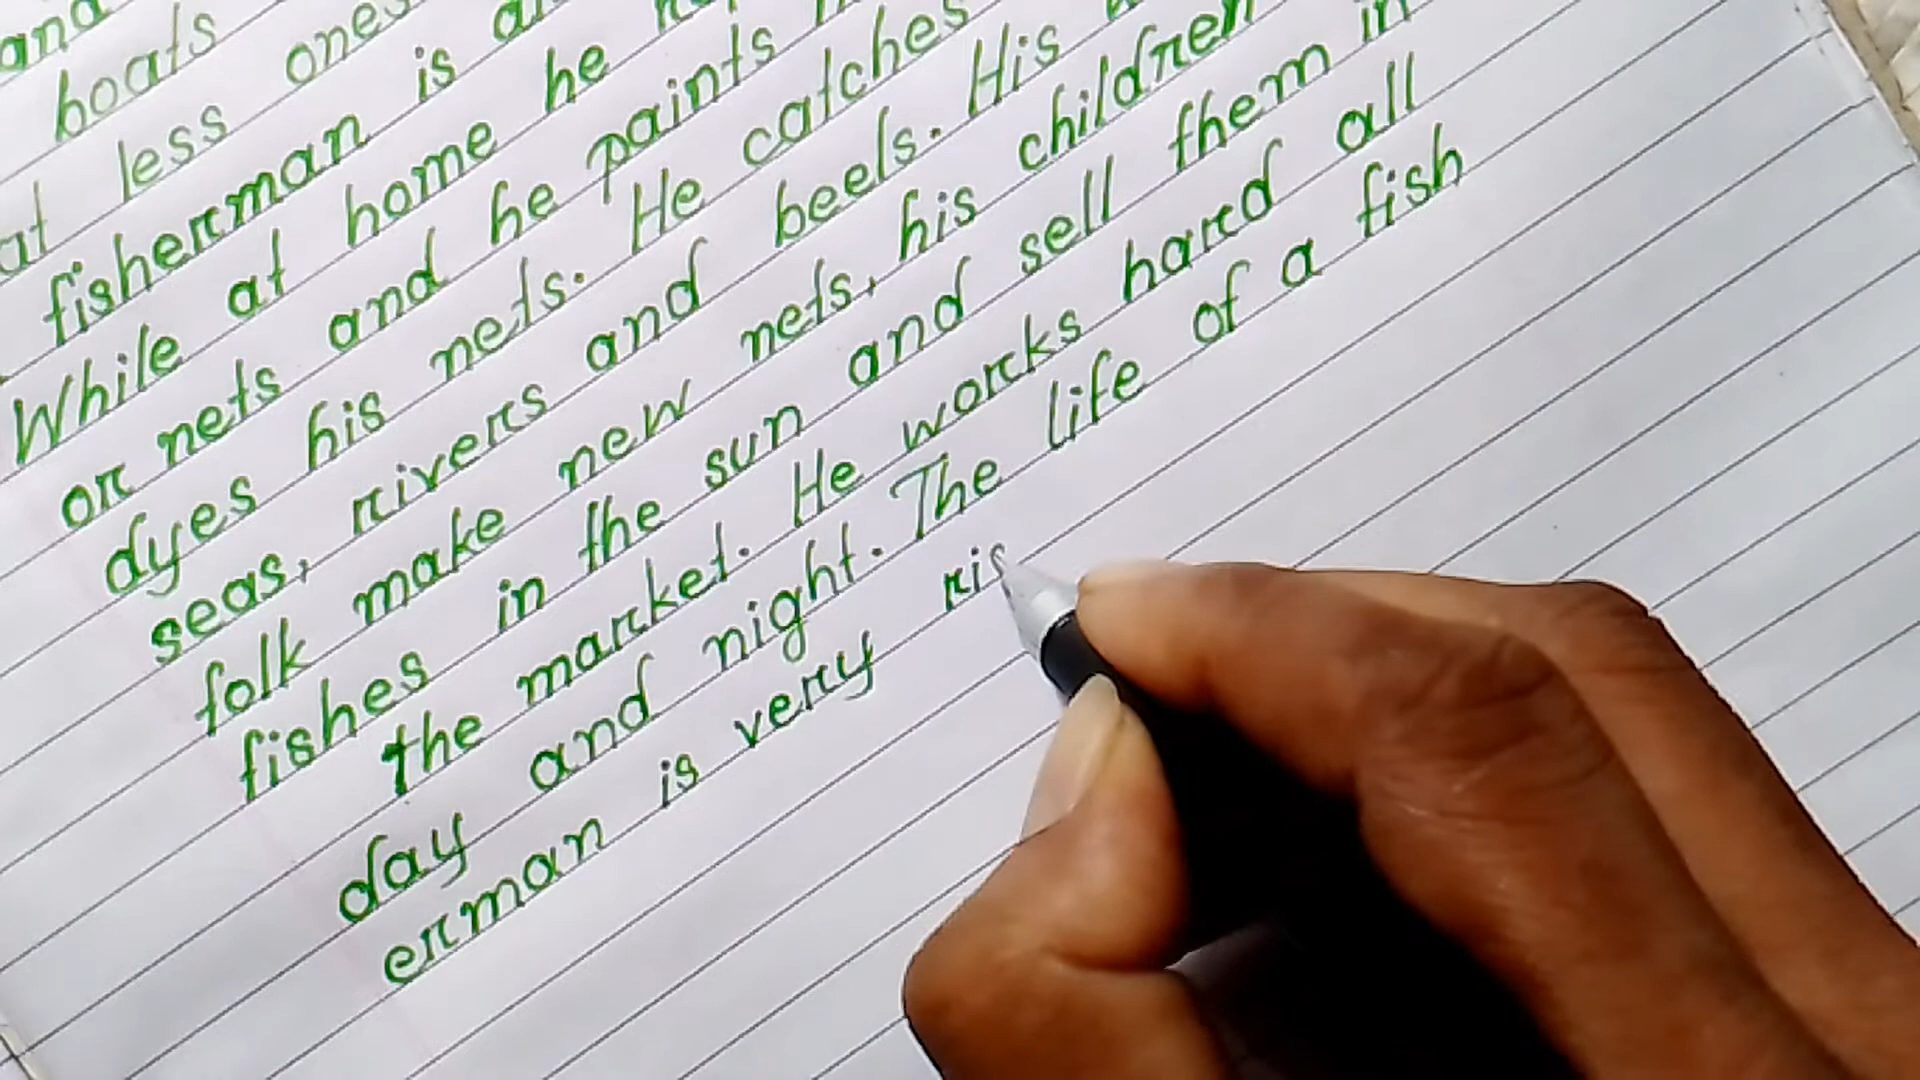 and
boats
at less ones
fisherman is
While at home he
or nets and he paints
dyes his nets. He catches
seas, rivers and beels. His
folk make new nets, his children
fishes in the sun and sell them in
the market. He works hard all
day and night. The life of a fish
erman is very ris